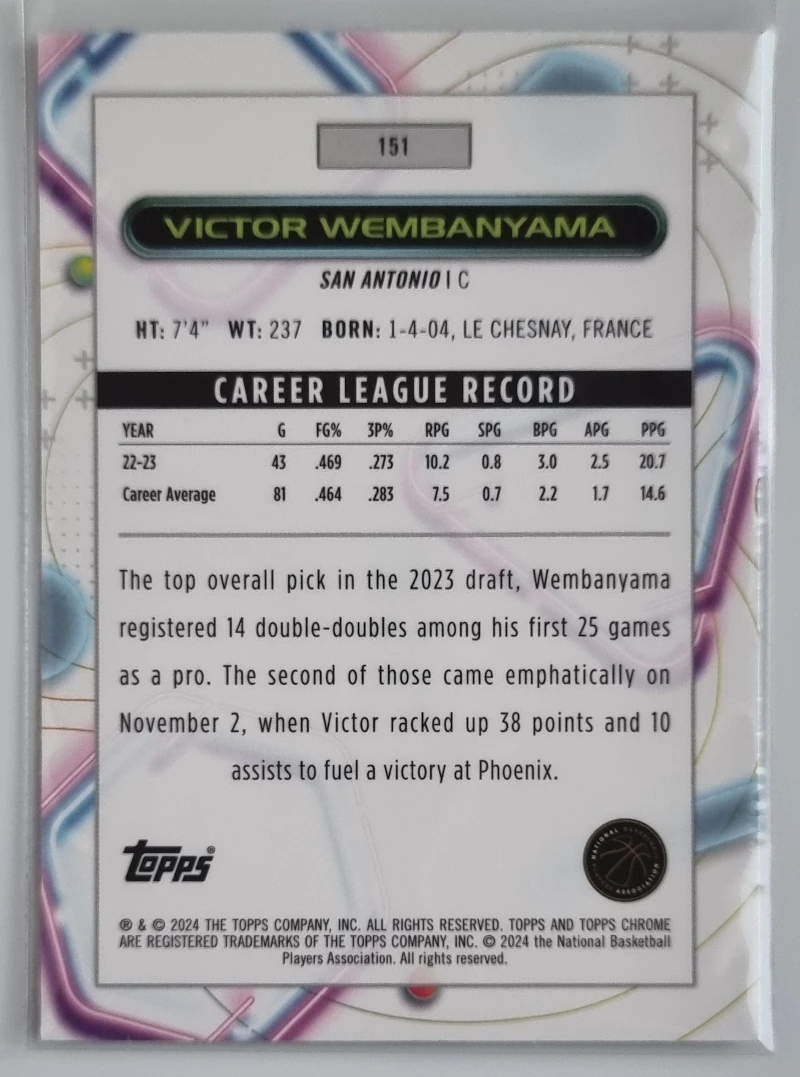 151
VICTOR WEMBANYAMA
SAN ANTONIO | C
HT: 7'4" WT: 237 BORN: 1-4-04, LE CHESNAY, FRANCE
CAREER LEAGUE RECORD
YEAR G FG% 3P% RPG SPG BPG APG PPG
22-23 43 .469 .273 10.2 0.8 3.0 2.5 20.7
Career Average 81 .464 .283 7.5 0.7 2.2 1.7 14.6
The top overall pick in the 2023 draft, Wembanyama
registered 14 double-doubles among his first 25 games
as a pro. The second of those came emphatically on
November 2, when Victor racked up 38 points and 10
assists to fuel a victory at Phoenix.
topps®
NATIONAL BASKETBALL PLAYERS ASSOCIATION
® & © 2024 THE TOPPS COMPANY, INC. ALL RIGHTS RESERVED. TOPPS AND TOPPS CHROME
ARE REGISTERED TRADEMARKS OF THE TOPPS COMPANY, INC. © 2024 the National Basketball
Players Association. All rights reserved.